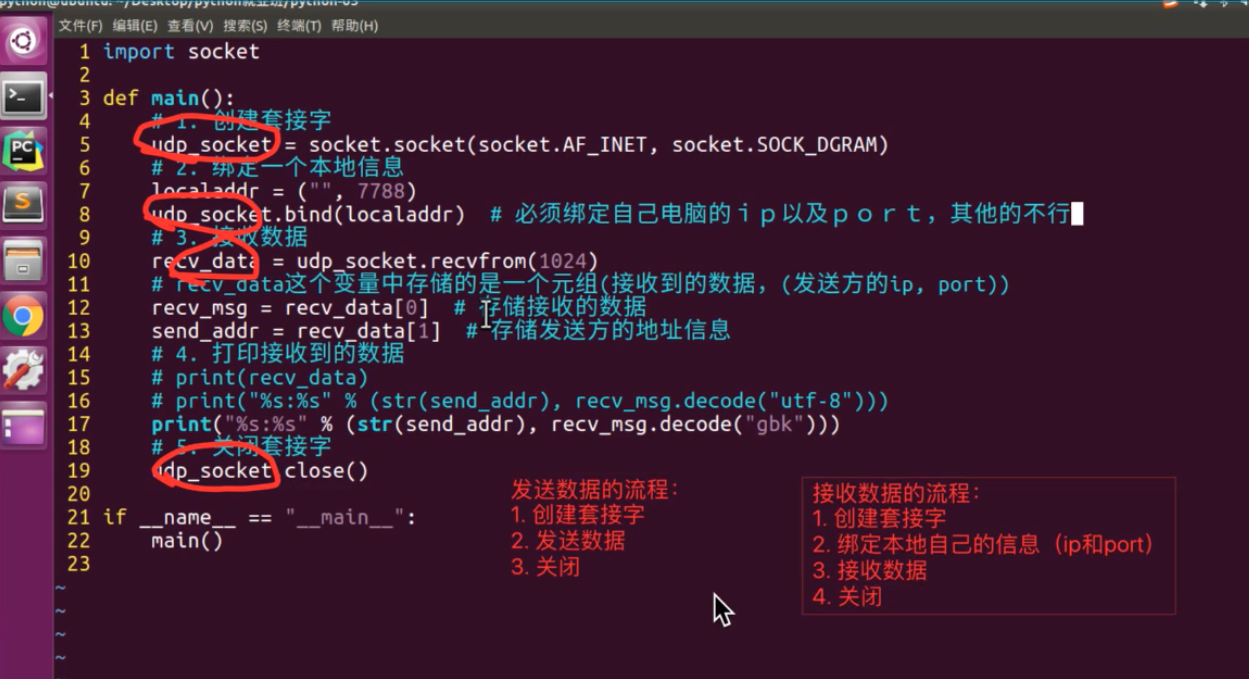 python@ubuntu: ~/Desktop/python就业班/python-05
文件(F) 编辑(E) 查看(V) 搜索(S) 终端(T) 帮助(H)
1 import socket
2
3 def main():
4 # 1. 创建套接字
5 udp_socket = socket.socket(socket.AF_INET, socket.SOCK_DGRAM)
6 # 2. 绑定一个本地信息
7 localaddr = ("", 7788)
8 udp_socket.bind(localaddr) # 必须绑定自己电脑的ｉｐ以及ｐｏｒｔ，其他的不行
9 # 3. 接收数据
10 recv_data = udp_socket.recvfrom(1024)
11 # recv_data这个变量中存储的是一个元组(接收到的数据，(发送方的ip, port))
12 recv_msg = recv_data[0] # 存储接收的数据
13 send_addr = recv_data[1] # 存储发送方的地址信息
14 # 4. 打印接收到的数据
15 # print(recv_data)
16 # print("%s:%s" % (str(send_addr), recv_msg.decode("utf-8")))
17 print("%s:%s" % (str(send_addr), recv_msg.decode("gbk")))
18 # 5. 关闭套接字
19 udp_socket.close()
20
21 if __name__ == "__main__":
22 main()
23
~
~
~
~
发送数据的流程：
1. 创建套接字
2. 发送数据
3. 关闭
接收数据的流程：
1. 创建套接字
2. 绑定本地自己的信息（ip和port）
3. 接收数据
4. 关闭
PC
S